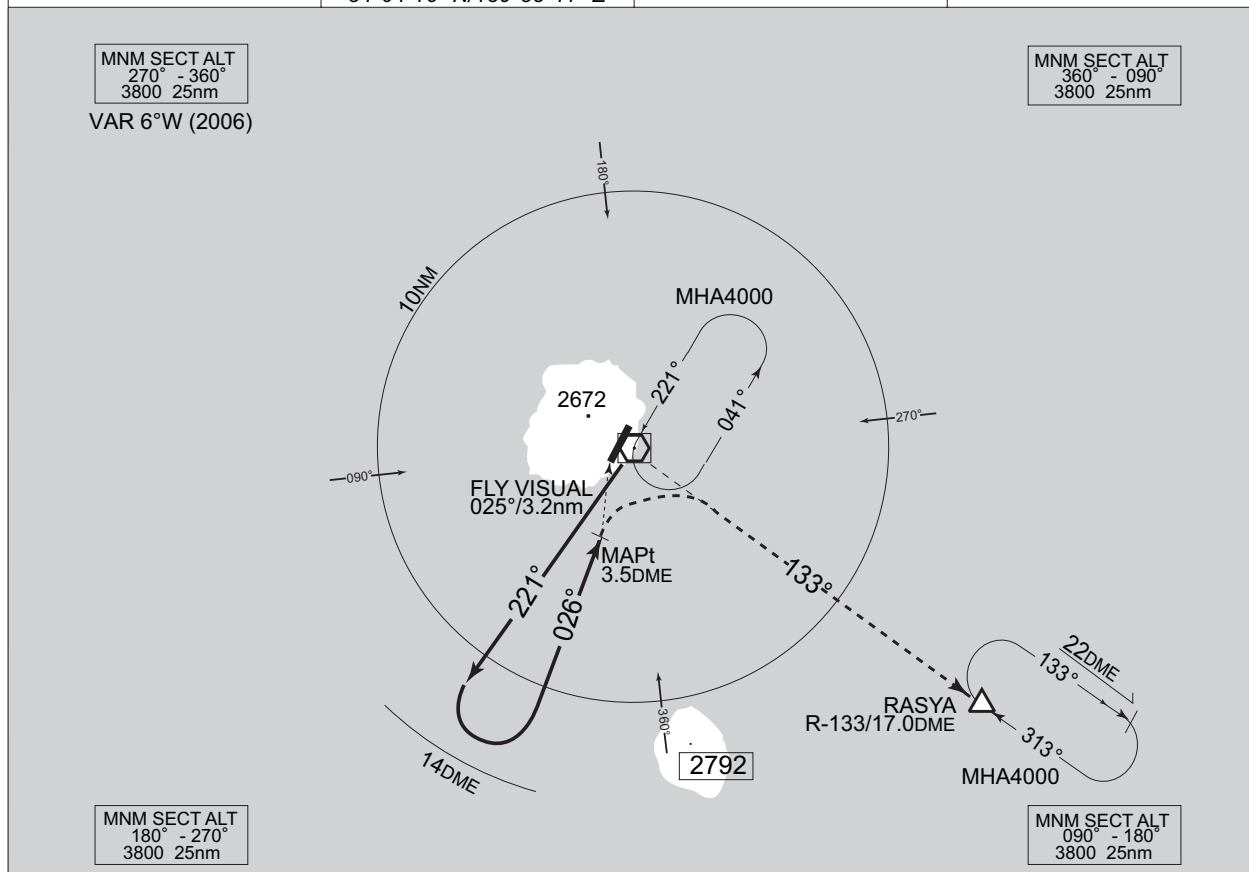 MNM SECT ALT
270° - 360°
3800 25nm
VAR 6°W (2006)
MNM SECT ALT
360° - 090°
3800 25nm
180°
10NM
MHA4000
221°
041°
2672
270°
090°
FLY VISUAL
025°/3.2nm
MAPt
3.5DME
221°
026°
133°
22DME
133°
RASYA
R-133/17.0DME
313°
MHA4000
360°
2792
14DME
MNM SECT ALT
180° - 270°
3800 25nm
MNM SECT ALT
090° - 180°
3800 25nm